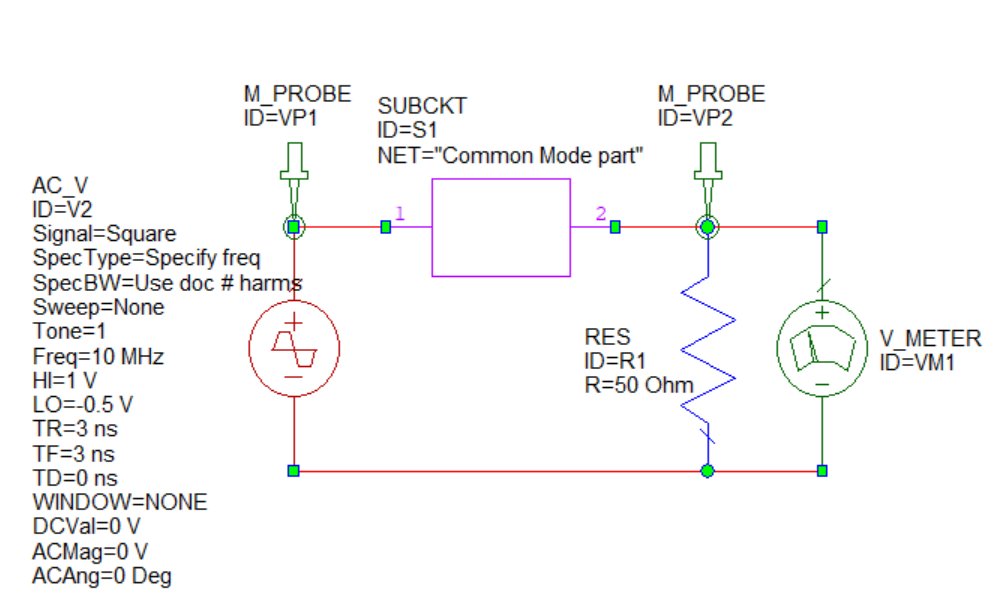 M_PROBE
ID=VP1
SUBCKT
ID=S1
NET="Common Mode part"
M_PROBE
ID=VP2
1
2
AC_V
ID=V2
Signal=Square
SpecType=Specify freq
SpecBW=Use doc # harms
Sweep=None
Tone=1
Freq=10 MHz
HI=1 V
LO=-0.5 V
TR=3 ns
TF=3 ns
TD=0 ns
WINDOW=NONE
DCVal=0 V
ACMag=0 V
ACAng=0 Deg
RES
ID=R1
R=50 Ohm
V_METER
ID=VM1